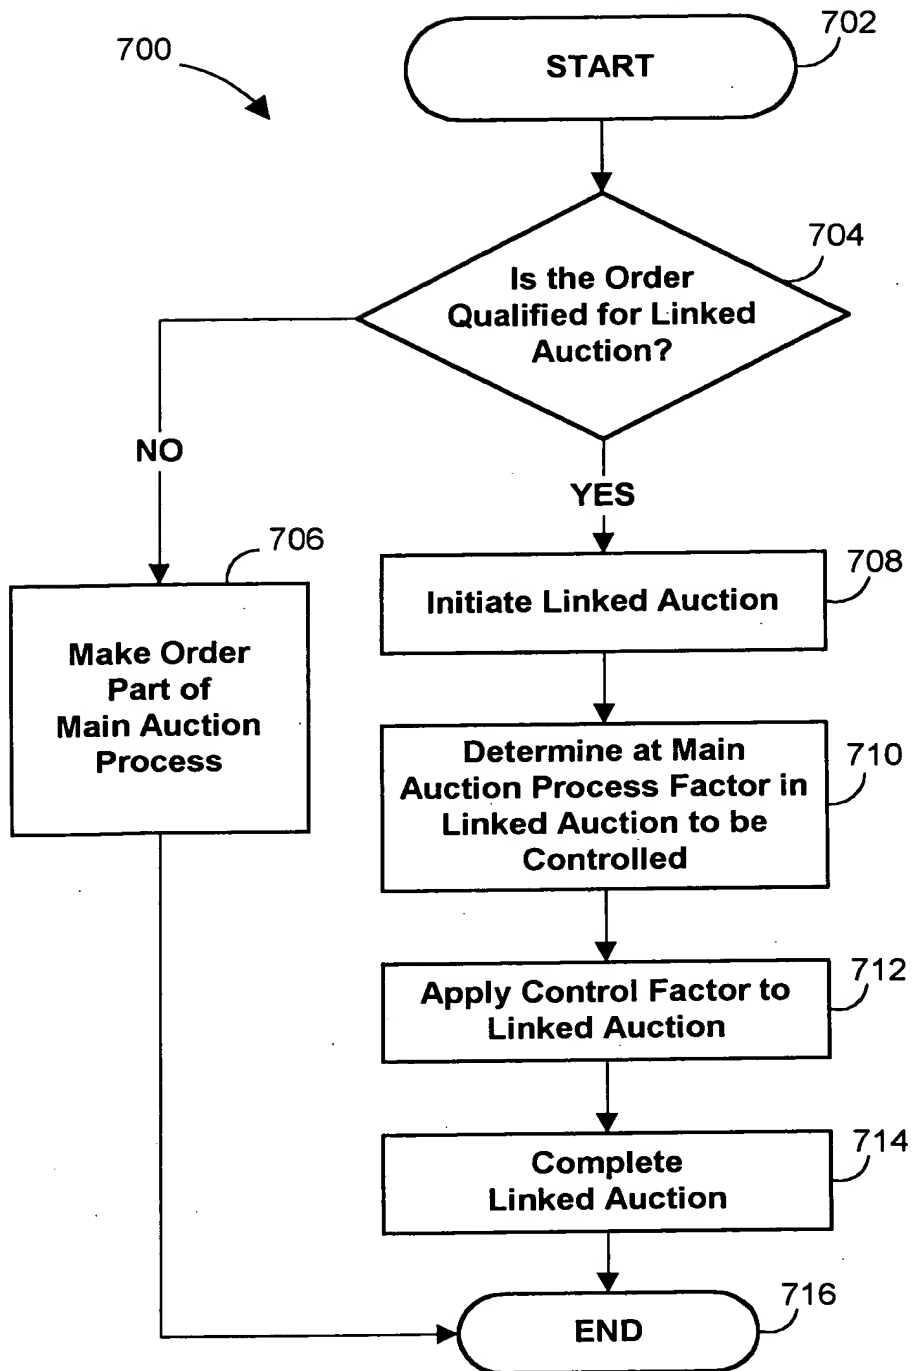 700
702
START
704
Is the Order
Qualified for Linked
Auction?
NO
YES
706
Make Order
Part of
Main Auction
Process
708
Initiate Linked Auction
710
Determine at Main
Auction Process Factor in
Linked Auction to be
Controlled
712
Apply Control Factor to
Linked Auction
714
Complete
Linked Auction
716
END